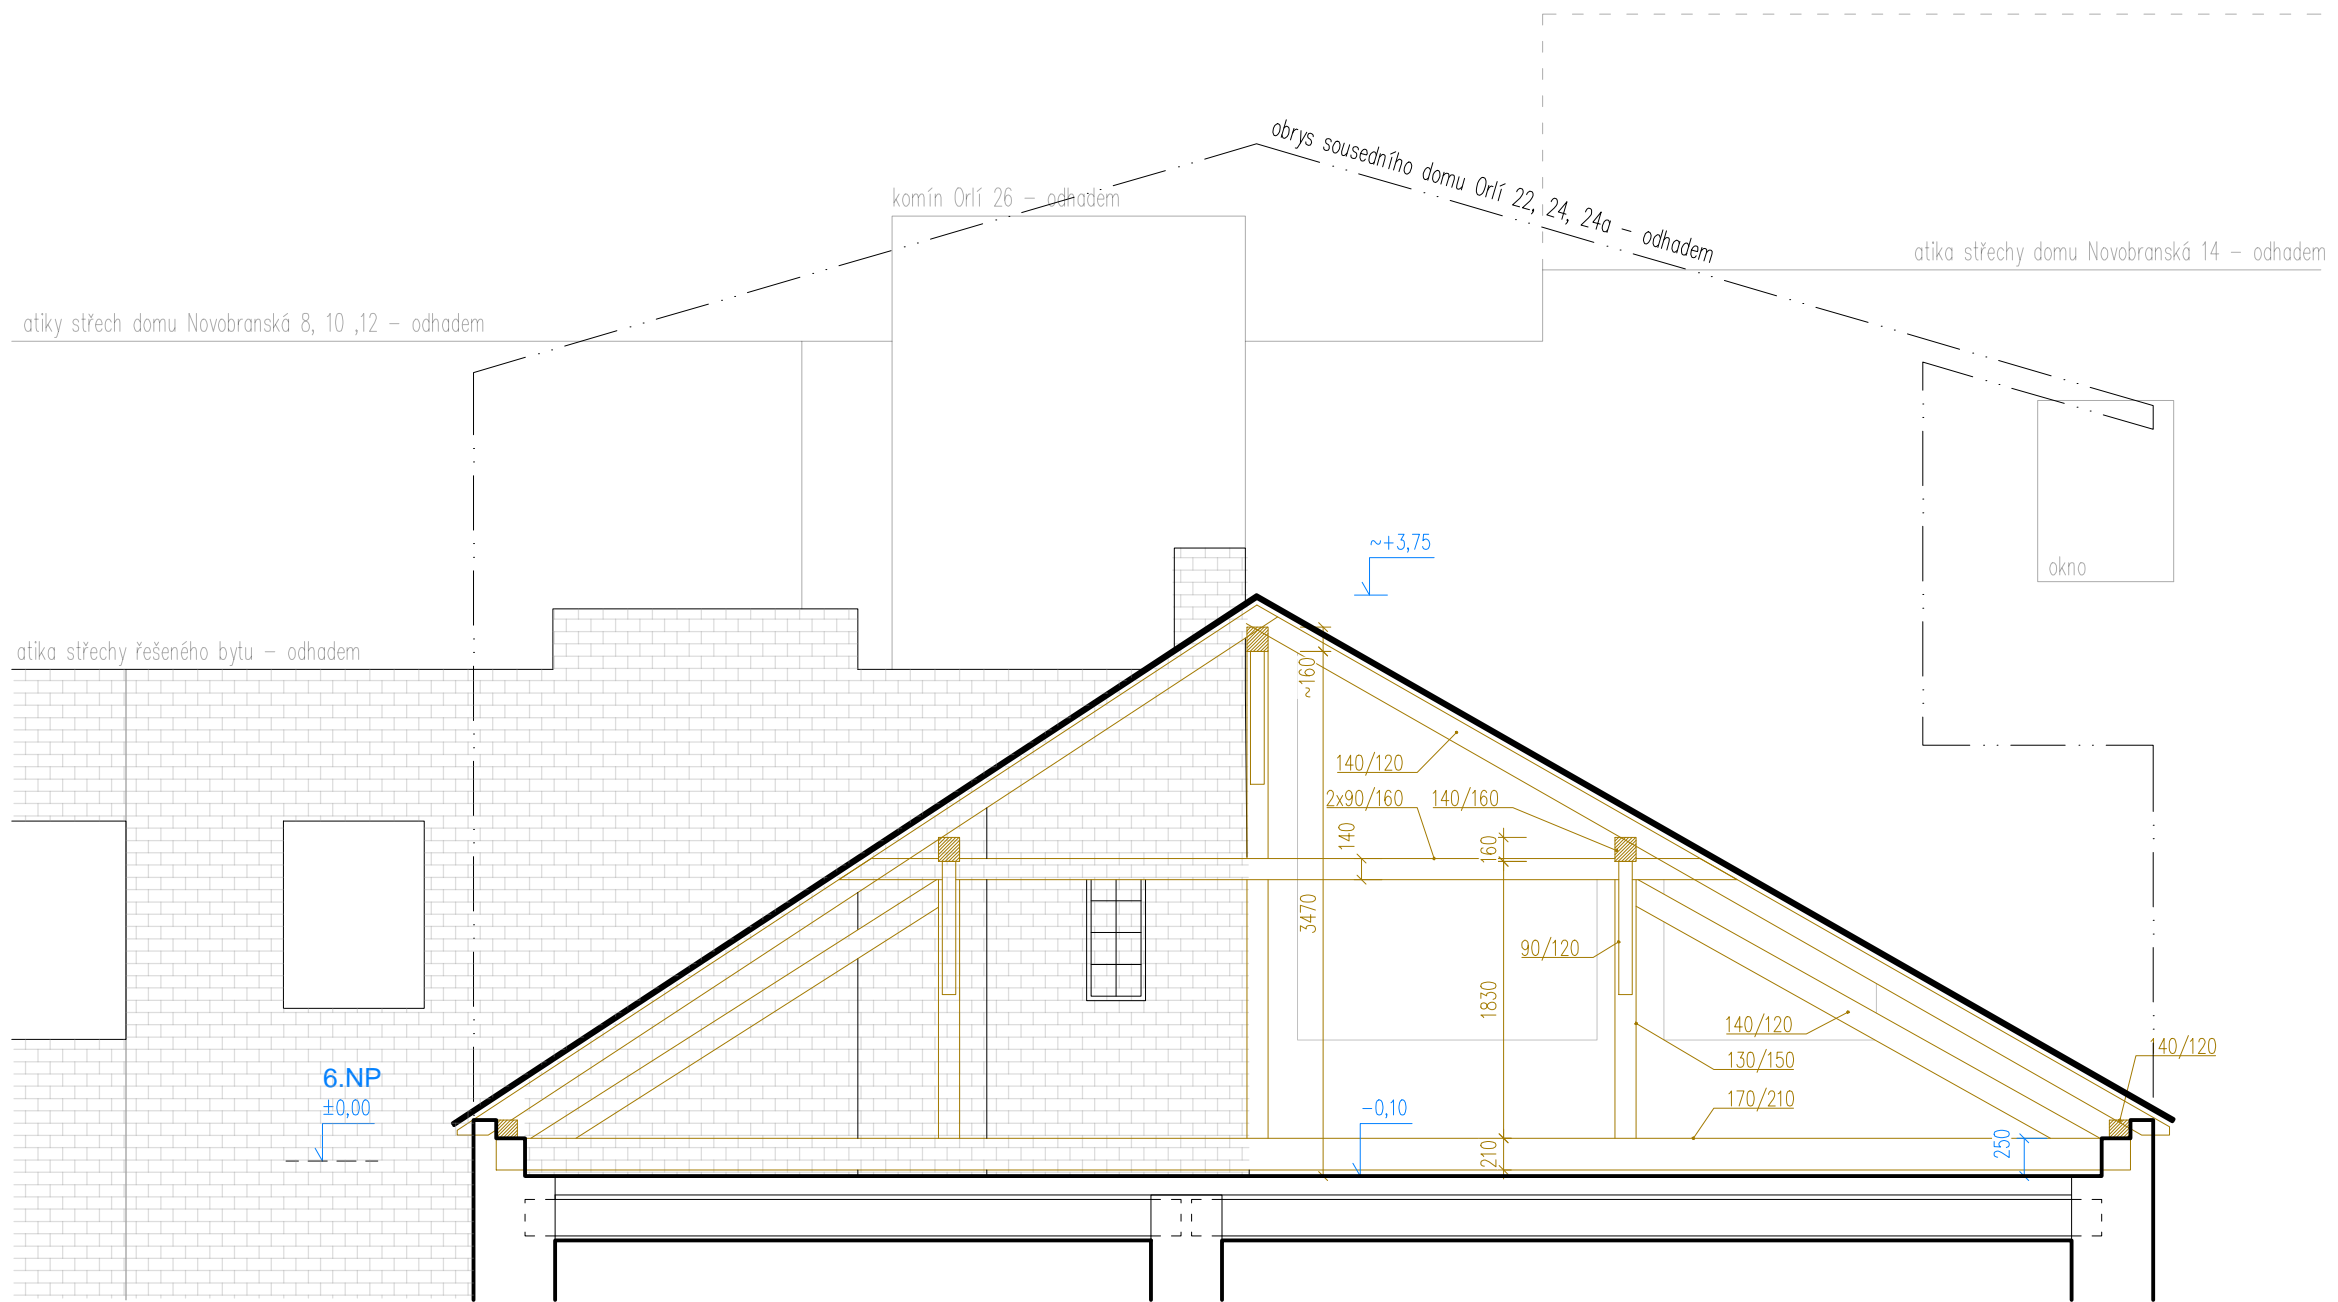 obrys sousedního domu Orlí 22, 24, 24a - odhadem
komín Orlí 26 - odhadem
atika střechy domu Novobranská 14 - odhadem
atiky střech domu Novobranská 8, 10 ,12 - odhadem
~+3,75
okno
atika střechy řešeného bytu - odhadem
~160
140/120
2x90/160
140/160
140
160
3470
90/120
1830
140/120
140/120
130/150
6.NP
±0,00
170/210
-0,10
210
250